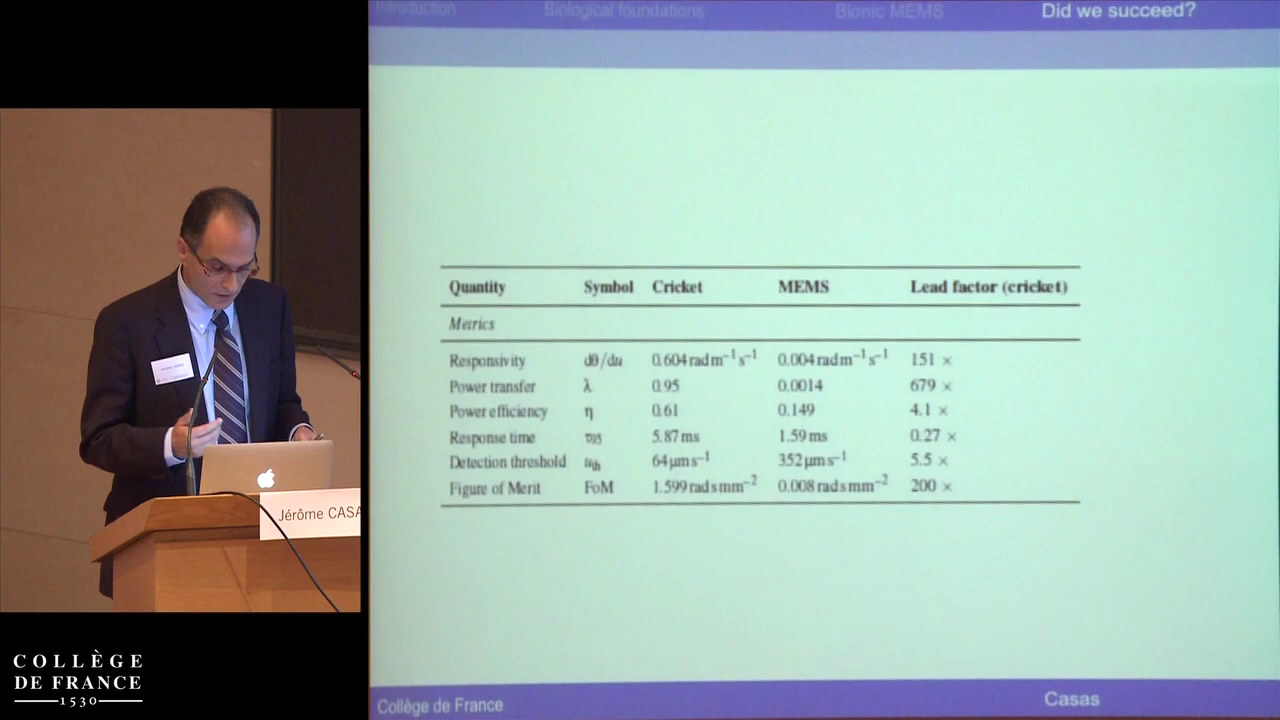 Introduction Biological foundations Bionic MEMS Did we succeed?
Quantity Symbol Cricket MEMS Lead factor (cricket)
Metrics
Responsivity dθ/du 0.604 rad m⁻¹ s⁻¹ 0.004 rad m⁻¹ s⁻¹ 151 ×
Power transfer λ 0.95 0.0014 679 ×
Power efficiency η 0.61 0.149 4.1 ×
Response time 5.87 ms 1.59 ms 0.27 ×
Detection threshold u_th 64 μm s⁻¹ 352 μm s⁻¹ 5.5 ×
Figure of Merit FoM 1.599 rad s mm⁻² 0.008 rad s mm⁻² 200 ×
Collège de France Casas
Jérôme CASA
COLLÈGE
DE FRANCE
1530